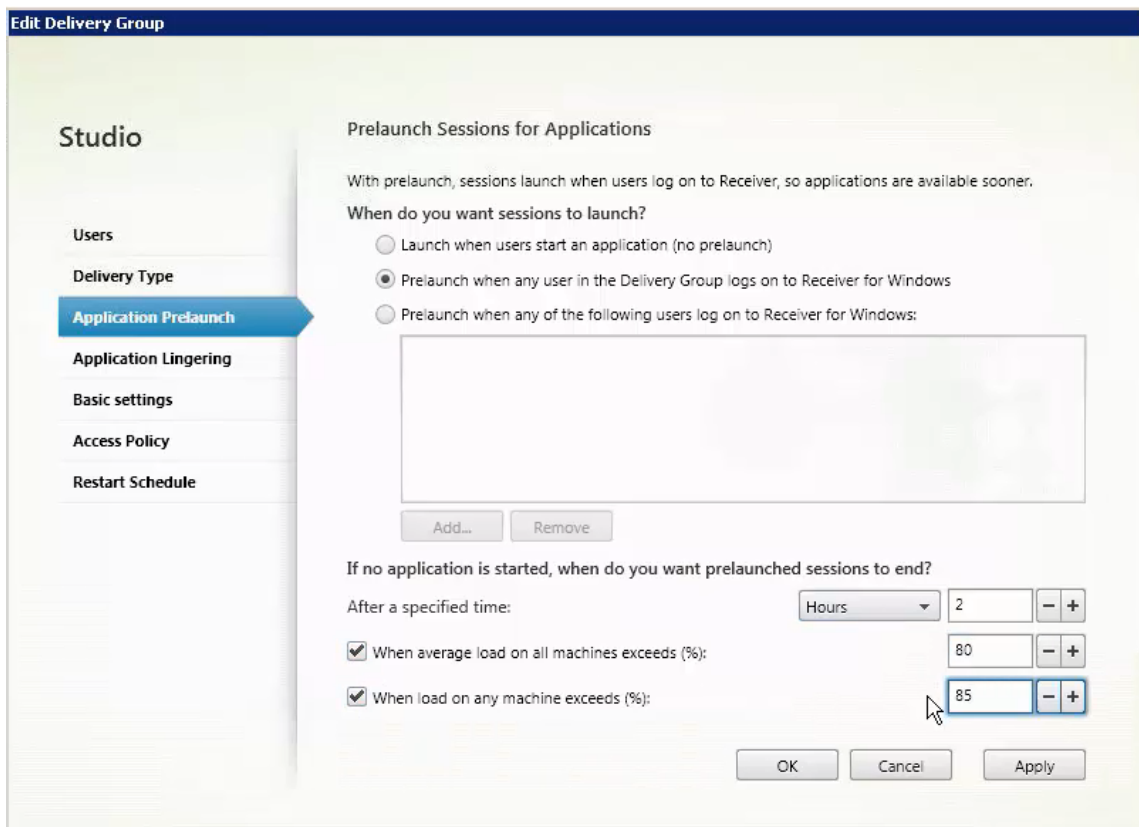 Edit Delivery Group
Studio
Users
Delivery Type
Application Prelaunch
Application Lingering
Basic settings
Access Policy
Restart Schedule
Prelaunch Sessions for Applications
With prelaunch, sessions launch when users log on to Receiver, so applications are available sooner.
When do you want sessions to launch?
Launch when users start an application (no prelaunch)
Prelaunch when any user in the Delivery Group logs on to Receiver for Windows
Prelaunch when any of the following users log on to Receiver for Windows:
Add... Remove
If no application is started, when do you want prelaunched sessions to end?
After a specified time: Hours 2 − +
When average load on all machines exceeds (%): 80 − +
When load on any machine exceeds (%): 85 − +
OK Cancel Apply